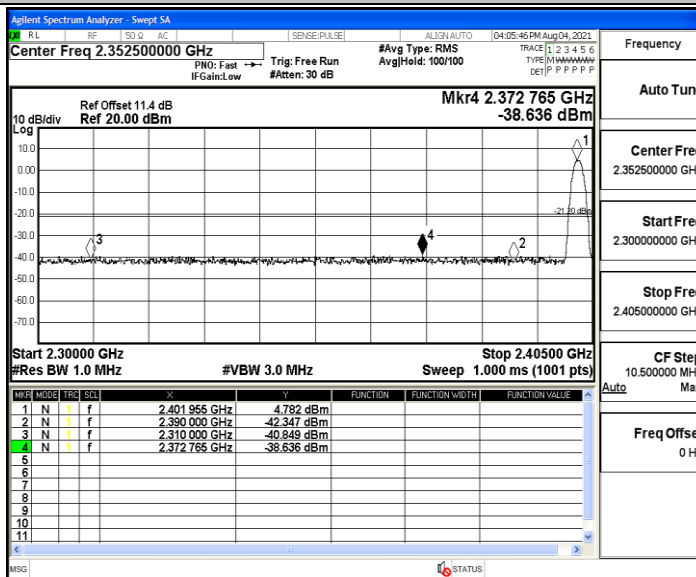 Agilent Spectrum Analyzer - Swept SA
RL RF 50 Ω AC SENSE:PULSE ALIGN AUTO 04:05:46 PM Aug 04, 2021
Center Freq 2.352500000 GHz
#Avg Type: RMS
TRACE 1 2 3 4 5 6
PNO: Fast
Trig: Free Run
Avg|Hold: 100/100
TYPE M WWWWW
IFGain:Low
#Atten: 30 dB
DET P P P P P P
Mkr4 2.372 765 GHz
-38.636 dBm
Ref Offset 11.4 dB
10 dB/div Ref 20.00 dBm
Log
10.0
0.00
-10.0
-20.0
-30.0
-40.0
-50.0
-60.0
-70.0
1
-21.20 dBm
3
4
2
Start 2.30000 GHz Stop 2.40500 GHz
#Res BW 1.0 MHz #VBW 3.0 MHz Sweep 1.000 ms (1001 pts)
MKR MODE TRC SCL X Y FUNCTION FUNCTION WIDTH FUNCTION VALUE
1 N 1 f 2.401 955 GHz 4.782 dBm
2 N 1 f 2.390 000 GHz -42.347 dBm
3 N 1 f 2.310 000 GHz -40.849 dBm
4 N 1 f 2.372 765 GHz -38.636 dBm
5
6
7
8
9
10
11
MSG STATUS
Frequency
Auto Tun
Center Fre
2.352500000 GH
Start Fre
2.300000000 GH
Stop Fre
2.405000000 GH
CF Step
10.500000 MH
Auto Ma
Freq Offse
0 H